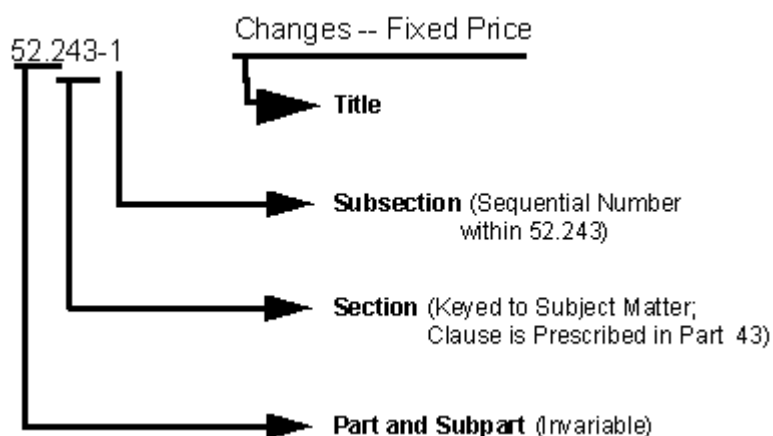 Changes -- Fixed Price
52.243-1
Title
Subsection (Sequential Number
within 52.243)
Section (Keyed to Subject Matter;
Clause is Prescribed in Part 43)
Part and Subpart (Invariable)